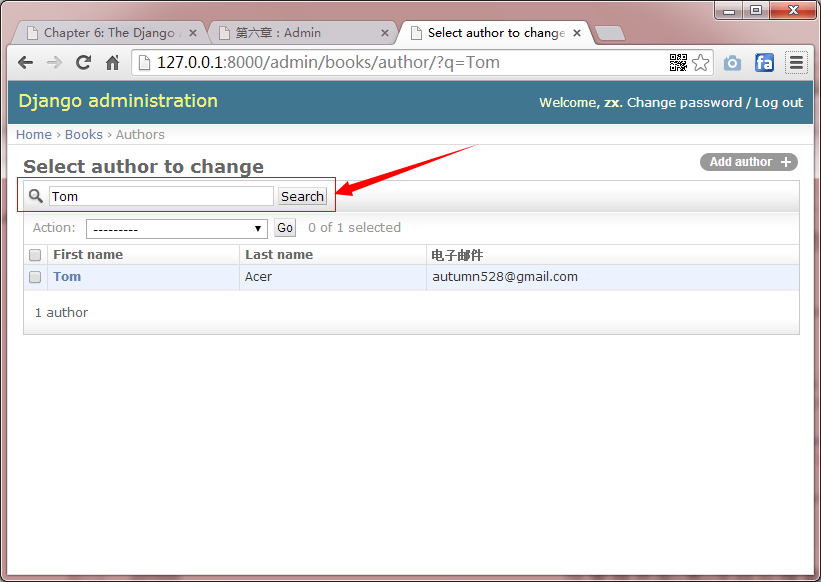 Chapter 6: The Django
第六章：Admin
Select author to change
127.0.0.1:8000/admin/books/author/?q=Tom
Django administration
Welcome, zx. Change password / Log out
Home › Books › Authors
Select author to change
Add author +
Tom
Search
Action: ---------
Go
0 of 1 selected
First name Last name 电子邮件
Tom Acer autumn528@gmail.com
1 author